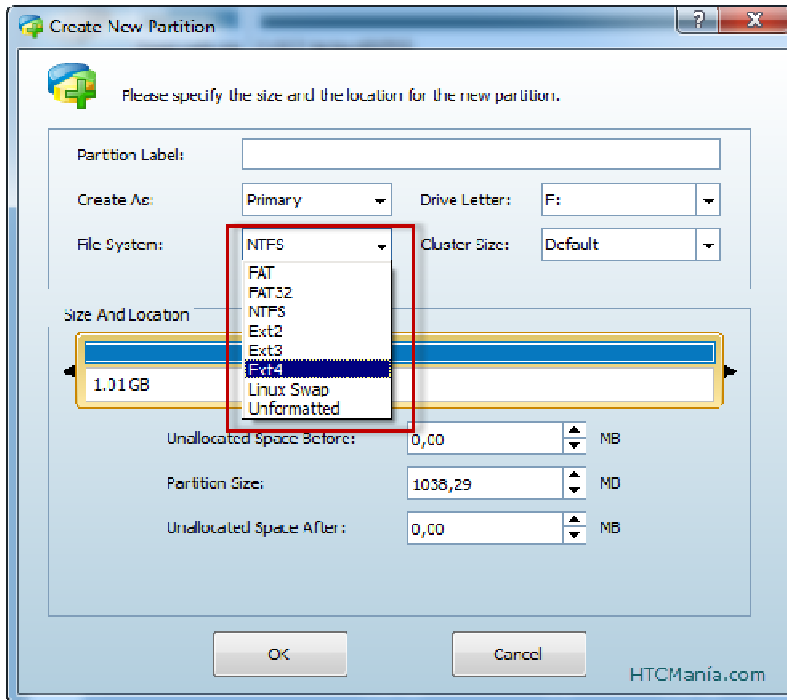 Create New Partition
?
X
Please specify the size and the location for the new partition.
Partition Label:
Create As: Primary Drive Letter: F:
File System: NTFS Cluster Size: Default
FAT
FAT32
NTFS
Ext2
Ext3
Ext4
Linux Swap
Unformatted
Size And Location
1.01GB
Unallocated Space Before: 0,00 MB
Partition Size: 1038,29 MB
Unallocated Space After: 0,00 MB
OK Cancel
HTCManía.com